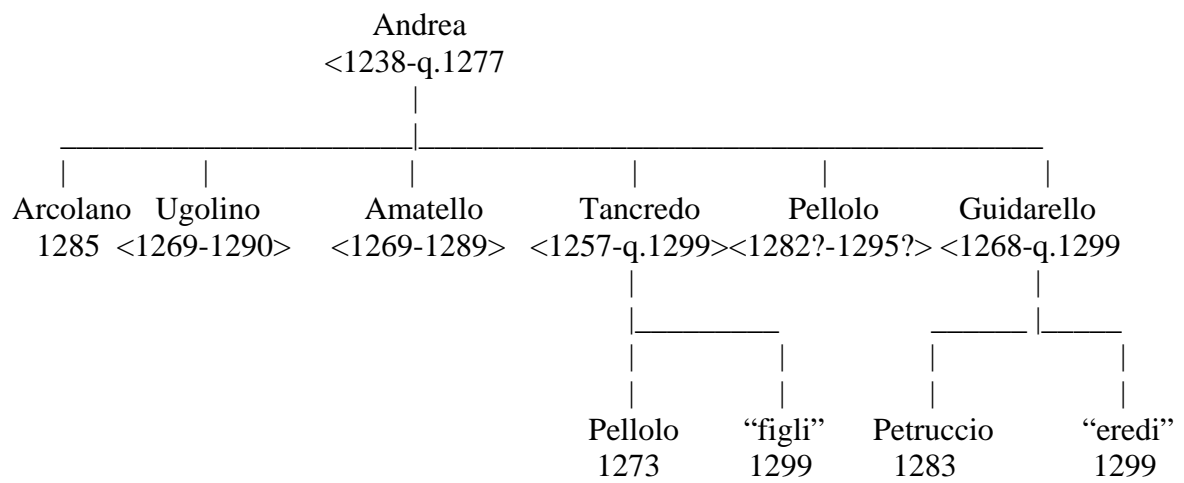 Andrea
<1238-q.1277
Arcolano Ugolino Amatello Tancredo Pellolo Guidarello
1285 <1269-1290> <1269-1289> <1257-q.1299><1282?-1295?> <1268-q.1299
Pellolo “figli” Petruccio “eredi”
1273 1299 1283 1299